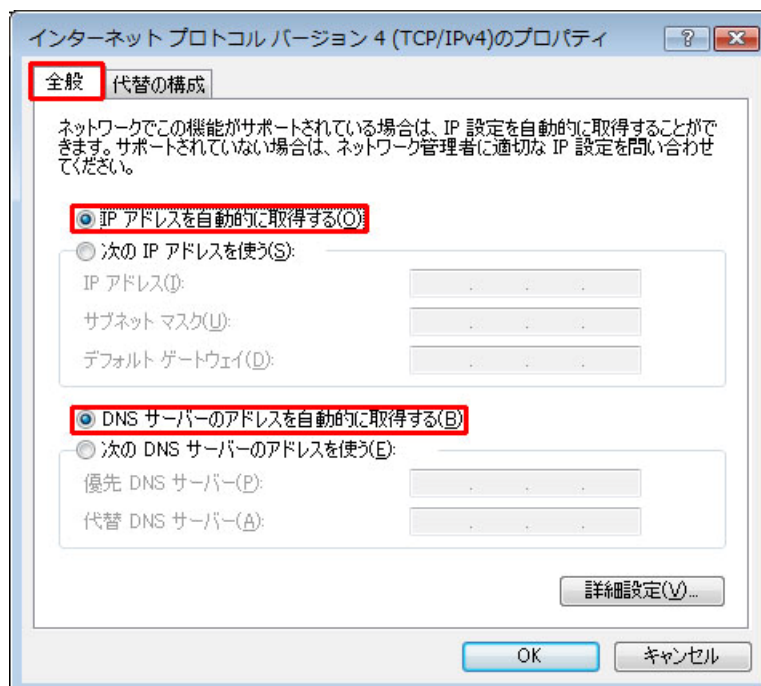 インターネット プロトコル バージョン 4 (TCP/IPv4)のプロパティ
全般
代替の構成
ネットワークでこの機能がサポートされている場合は、IP 設定を自動的に取得することがで
きます。サポートされていない場合は、ネットワーク管理者に適切な IP 設定を問い合わせ
てください。
IP アドレスを自動的に取得する(O)
次の IP アドレスを使う(S):
IP アドレス(I):
サブネット マスク(U):
デフォルト ゲートウェイ(D):
DNS サーバーのアドレスを自動的に取得する(B)
次の DNS サーバーのアドレスを使う(E):
優先 DNS サーバー(P):
代替 DNS サーバー(A):
詳細設定(V)...
OK
キャンセル